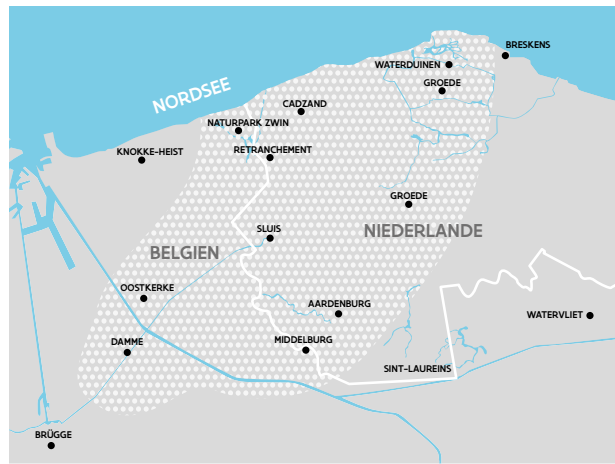 BRESKENS
WATERDUINEN
GROEDE
NORDSEE
CADZAND
NATURPARK ZWIN
KNOKKE-HEIST
RETRANCHEMENT
GROEDE
SLUIS
NIEDERLANDE
BELGIEN
OOSTKERKE
AARDENBURG
WATERVLIET
DAMME
MIDDELBURG
SINT-LAUREINS
BRÜGGE